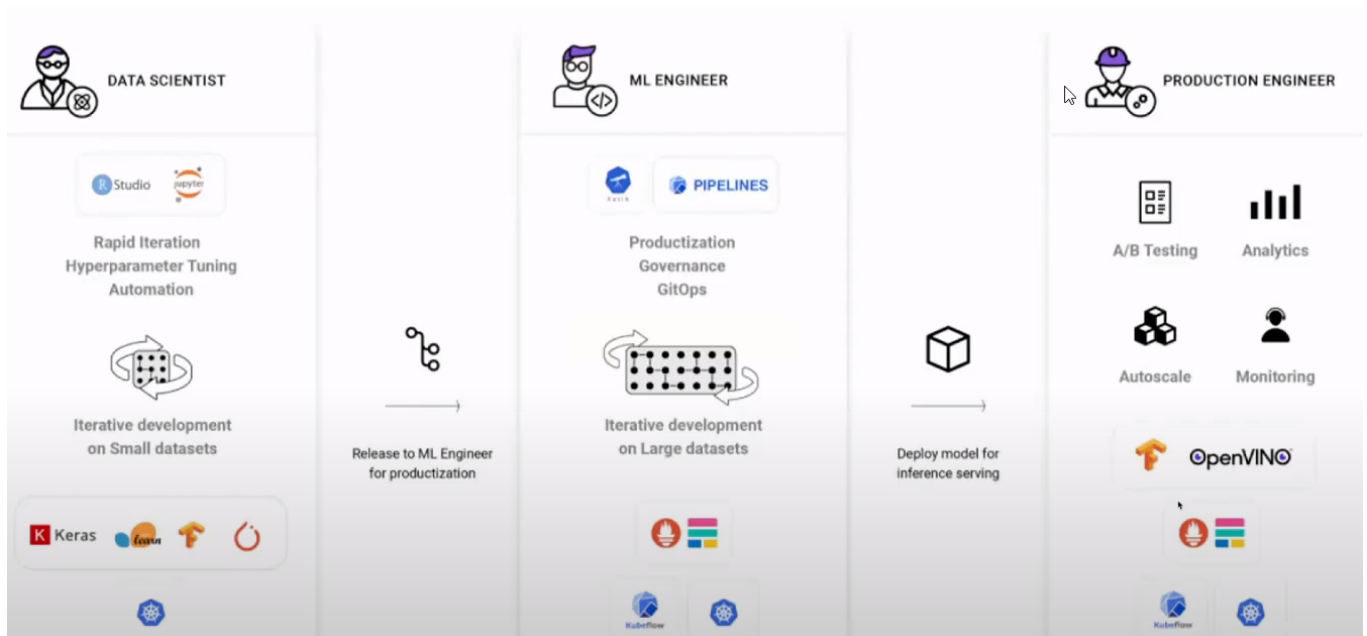 DATA SCIENTIST
R Studio
jupyter
Rapid Iteration
Hyperparameter Tuning
Automation
Iterative development
on Small datasets
K Keras
learn
Release to ML Engineer
for productization
ML ENGINEER
</>
Katib
PIPELINES
Productization
Governance
GitOps
Iterative development
on Large datasets
Kubeflow
Deploy model for
inference serving
PRODUCTION ENGINEER
A/B Testing
Analytics
Autoscale
Monitoring
OpenVINO
Kubeflow